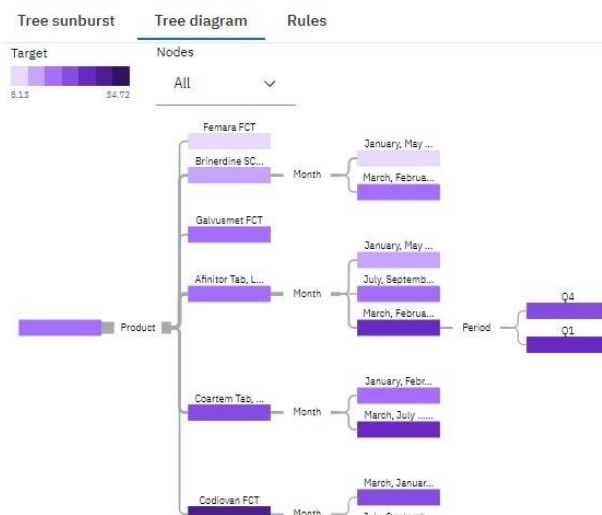 Tree sunburst
Tree diagram
Rules
Target
Nodes
8.13
34.72
All
Femara FCT
January, May ...
Brinerdine SC...
Month
March, Februa...
Galvusmet FCT
January, May ...
Afinitor Tab, L...
Month
July, Septemb...
March, Februa...
Q4
Product
Period
Q1
January, Febr...
Coartem Tab, ...
Month
March, July ......
March, Januar...
Codiovan FCT
Month